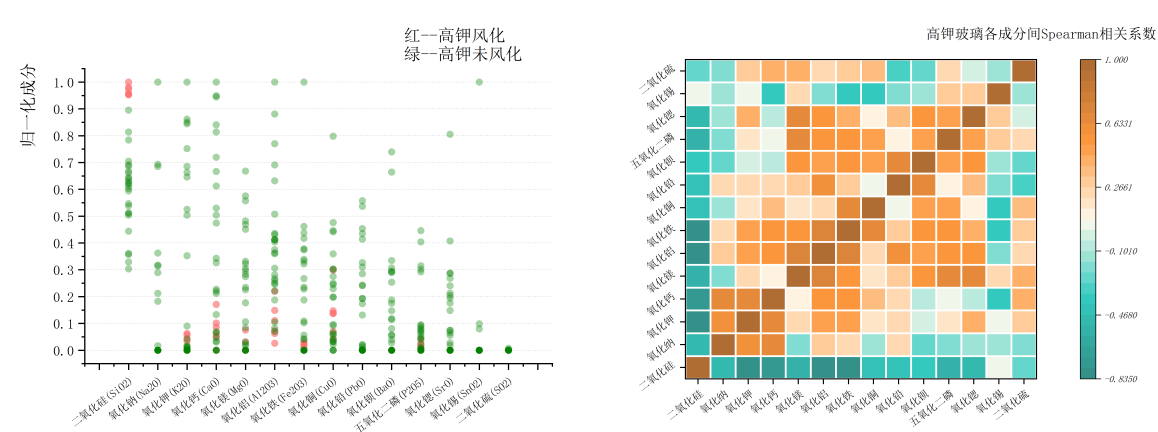 红--高钾风化
绿--高钾未风化
归一化成分
1.0
0.9
0.8
0.7
0.6
0.5
0.4
0.3
0.2
0.1
0.0
二氧化硅(SiO2)
氧化钠(Na2O)
氧化钾(K2O)
氧化钙(CaO)
氧化镁(MgO)
氧化铝(Al2O3)
氧化铁(Fe2O3)
氧化铜(CuO)
氧化铅(PbO)
氧化钡(BaO)
五氧化二磷(P2O5)
氧化锶(SrO)
氧化锡(SnO2)
二氧化硫(SO2)
高钾玻璃各成分间Spearman相关系数
二氧化硫
氧化锡
氧化锶
五氧化二磷
氧化钡
氧化铅
氧化铜
氧化铁
氧化铝
氧化镁
氧化钙
氧化钾
氧化钠
二氧化硅
二氧化硅
氧化钠
氧化钾
氧化钙
氧化镁
氧化铝
氧化铁
氧化铜
氧化铅
氧化钡
五氧化二磷
氧化锶
氧化锡
二氧化硫
1.000
0.6331
0.2661
-0.1010
-0.4680
-0.8350